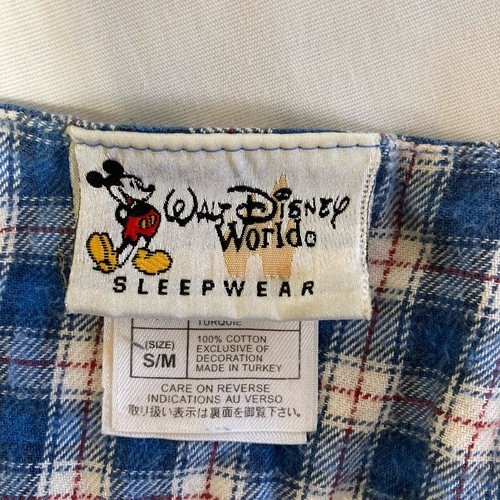 WALT DISNEY
World®
SLEEPWEAR
TURQUIE
(SIZE)
S/M
100% COTTON
EXCLUSIVE OF
DECORATION
MADE IN TURKEY
CARE ON REVERSE
INDICATIONS AU VERSO
取り扱い表示は裏面を御覧下さい。